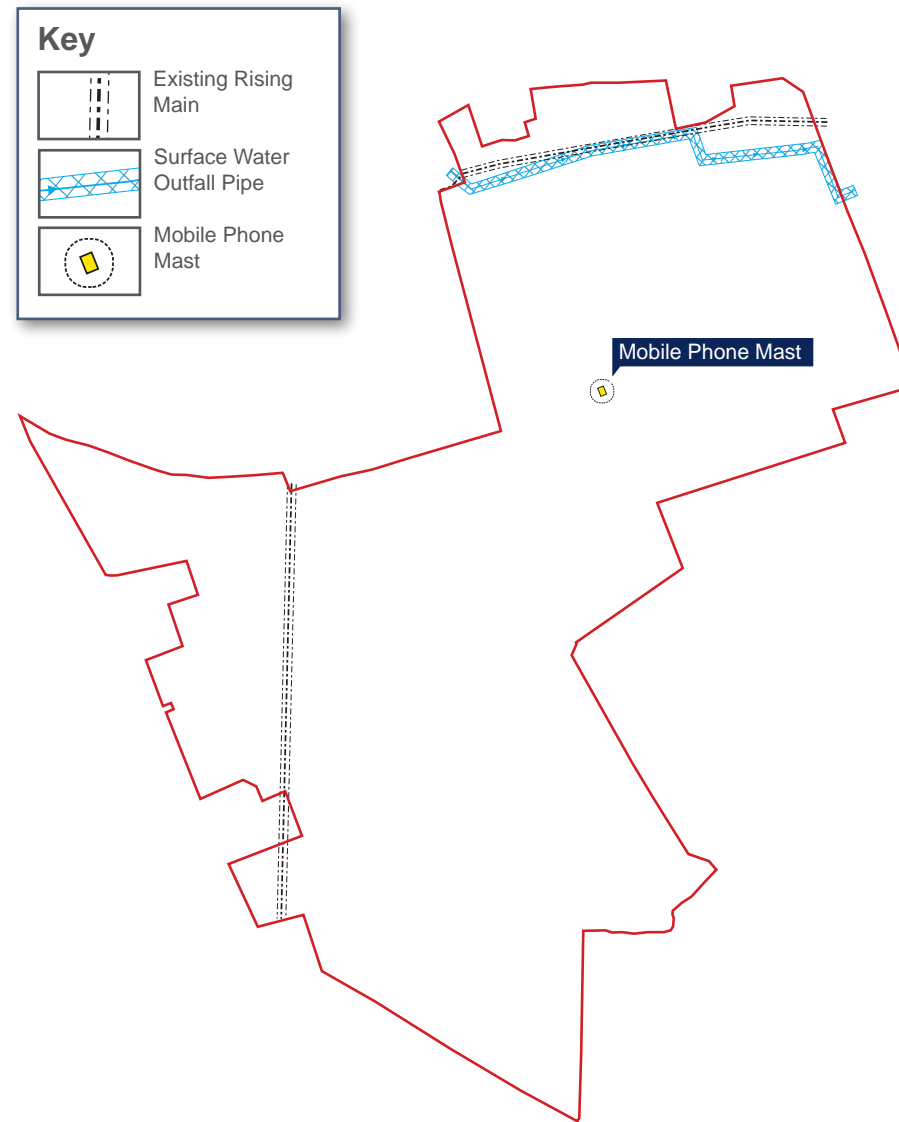 Key
Existing Rising
Main
Surface Water
Outfall Pipe
Mobile Phone
Mast
Mobile Phone Mast